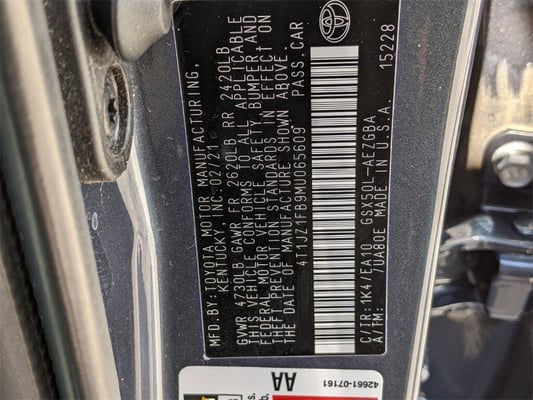 MFD.BY:TOYOTA MOTOR MANUFACTURING,
KENTUCKY, INC.02/21
GVWR 4730LB GAWR FR 2620LB RR 2420LB
THIS VEHICLE CONFORMS TO ALL APPLICABLE
FEDERAL MOTOR VEHICLE SAFETY, BUMPER AND
THEFT PREVENTION STANDARDS IN EFFECT ON
THE DATE OF MANUFACTURE SHOWN ABOVE.
4T1JZ1FB9MU065609 PASS.CAR
C/TR:1K4/EA10 GSX50L-AEZGBA
A/TM: /0A80E MADE IN U.S.A. 15228
42661-07161
AA